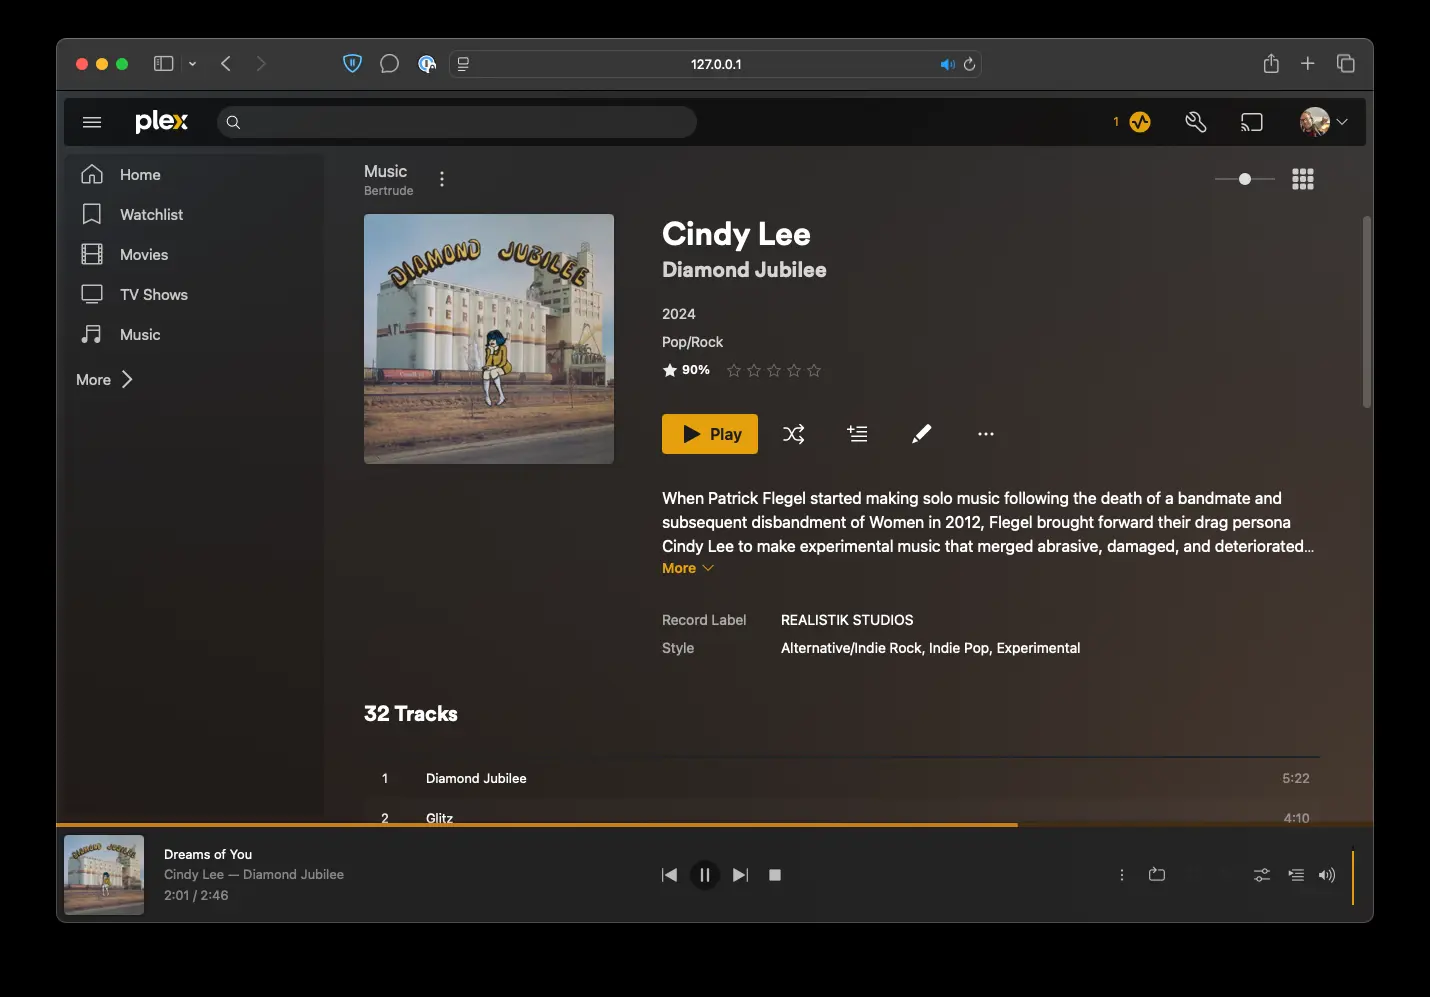 127.0.0.1
plex
1
Home
Watchlist
Movies
TV Shows
Music
More
Music
Bertrude
DIAMOND JUBILEE
ALBERTA
TERMINALS
ATL
Cindy Lee
Diamond Jubilee
2024
Pop/Rock
90%
Play
When Patrick Flegel started making solo music following the death of a bandmate and
subsequent disbandment of Women in 2012, Flegel brought forward their drag persona
Cindy Lee to make experimental music that merged abrasive, damaged, and deteriorated...
More
Record Label REALISTIK STUDIOS
Style Alternative/Indie Rock, Indie Pop, Experimental
32 Tracks
1 Diamond Jubilee 5:22
2 Glitz 4:10
DIAMOND JUBILEE
Dreams of You
Cindy Lee — Diamond Jubilee
2:01 / 2:46